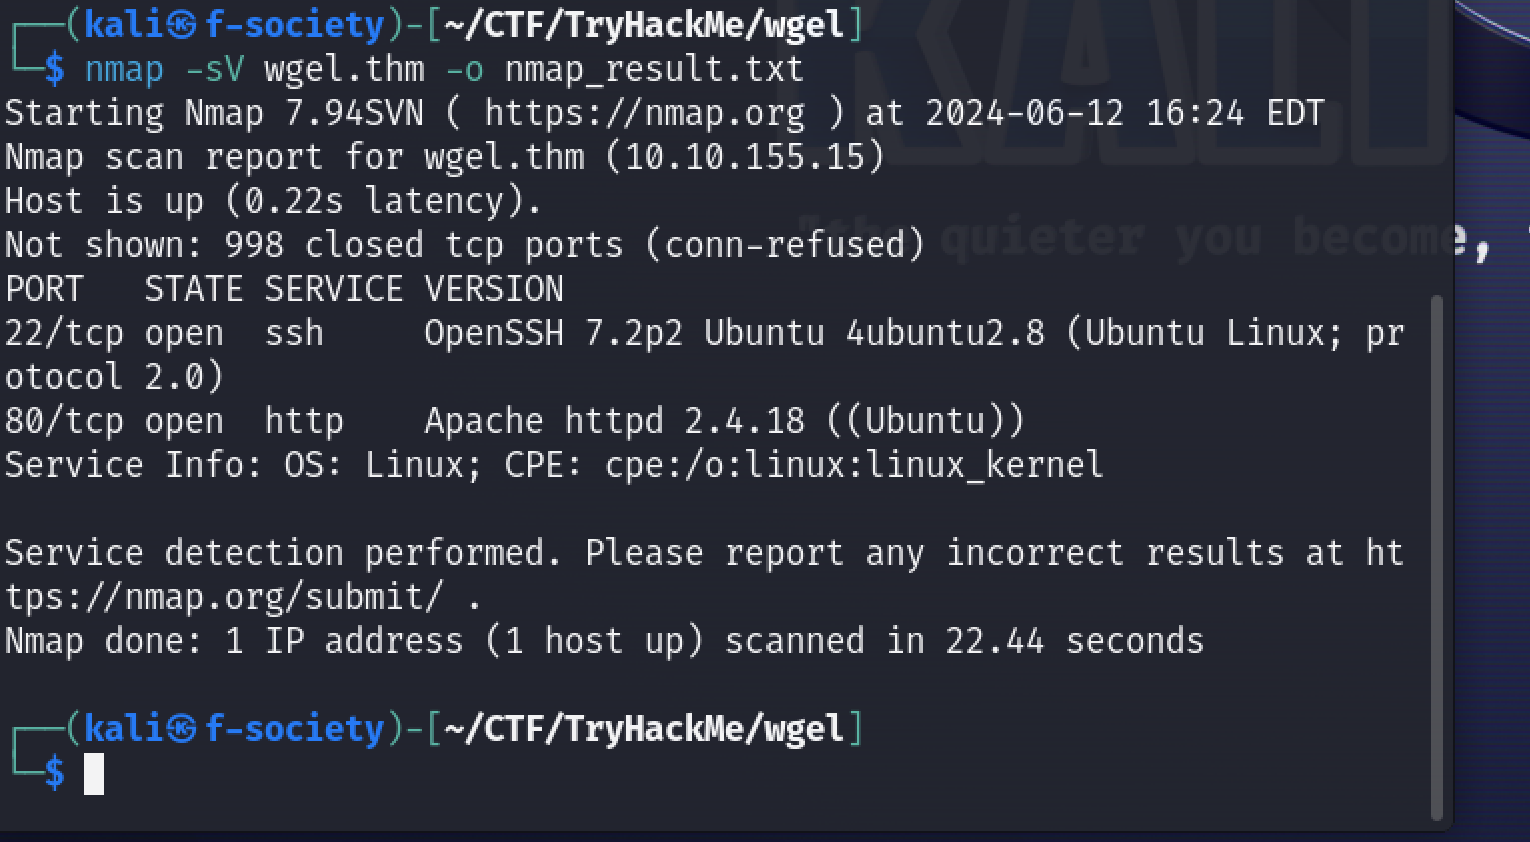 ┌──(kali㉿f-society)-[~/CTF/TryHackMe/wgel]
└─$ nmap -sV wgel.thm -o nmap_result.txt
Starting Nmap 7.94SVN ( https://nmap.org ) at 2024-06-12 16:24 EDT
Nmap scan report for wgel.thm (10.10.155.15)
Host is up (0.22s latency).
Not shown: 998 closed tcp ports (conn-refused)
"the quieter you become,
PORT   STATE SERVICE VERSION
22/tcp open  ssh     OpenSSH 7.2p2 Ubuntu 4ubuntu2.8 (Ubuntu Linux; pr
otocol 2.0)
80/tcp open  http    Apache httpd 2.4.18 ((Ubuntu))
Service Info: OS: Linux; CPE: cpe:/o:linux:linux_kernel

Service detection performed. Please report any incorrect results at ht
tps://nmap.org/submit/ .
Nmap done: 1 IP address (1 host up) scanned in 22.44 seconds

┌──(kali㉿f-society)-[~/CTF/TryHackMe/wgel]
└─$